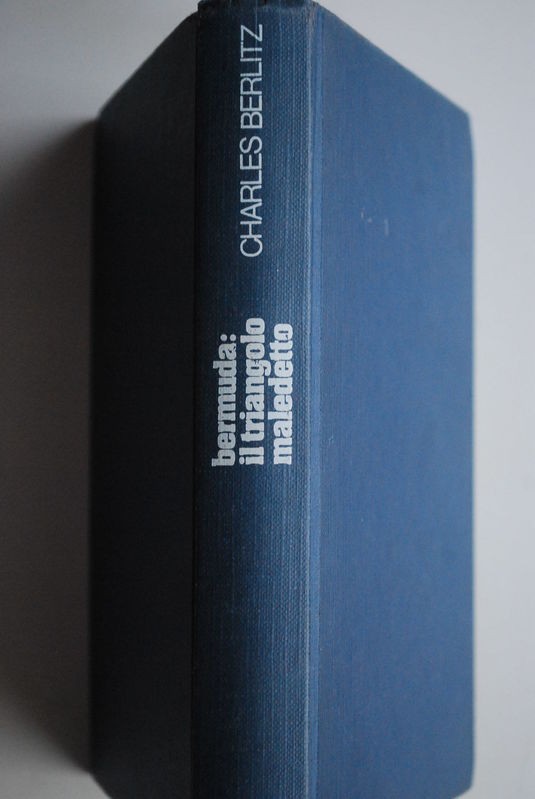 CHARLES BERLITZ
bermuda:
il triangolo
maledetto